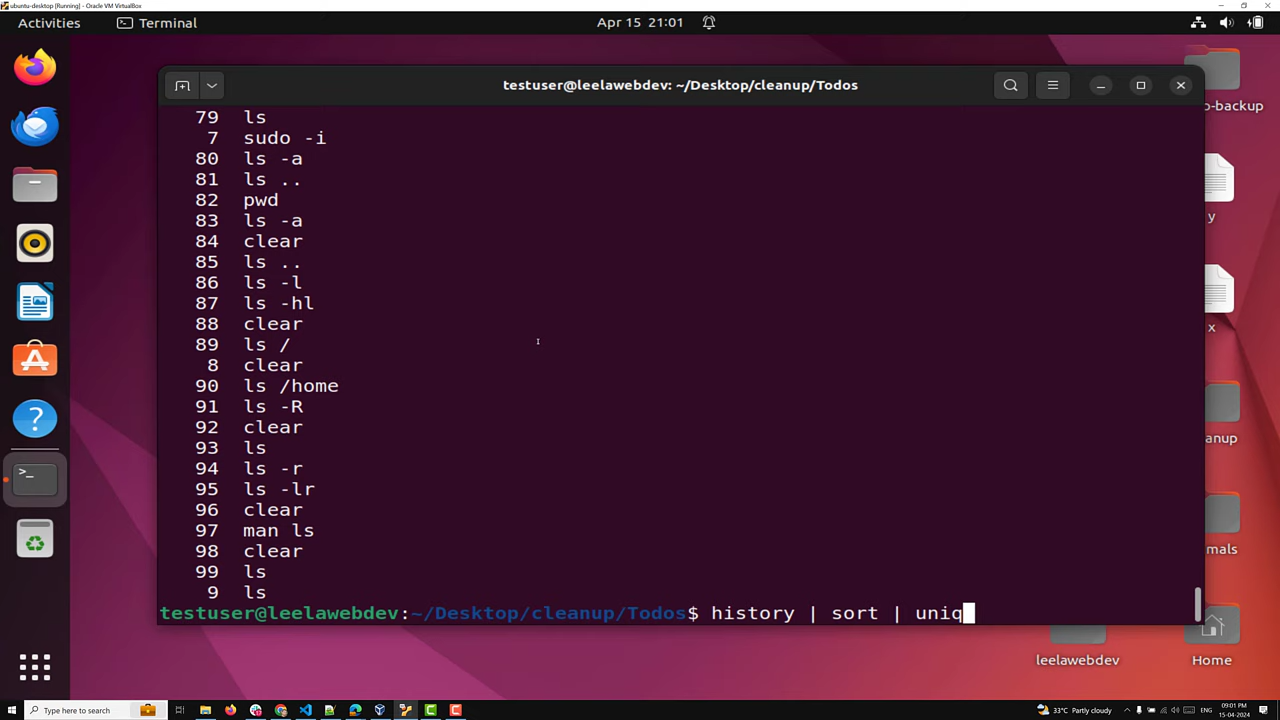 ubuntu-desktop [Running] - Oracle VM VirtualBox
Activities
Terminal
Apr 15 21:01
testuser@leelawebdev: ~/Desktop/cleanup/Todos
79 ls
7 sudo -i
80 ls -a
81 ls ..
82 pwd
83 ls -a
84 clear
85 ls ..
86 ls -l
87 ls -hl
88 clear
89 ls /
8 clear
90 ls /home
91 ls -R
92 clear
93 ls
94 ls -r
95 ls -lr
96 clear
97 man ls
98 clear
99 ls
9 ls
testuser@leelawebdev:~/Desktop/cleanup/Todos$ history | sort | uniq
o-backup
y
x
anup
mals
leelawebdev
Home
Type here to search
33°C Partly cloudy
ENG
09:01 PM
15-04-2024